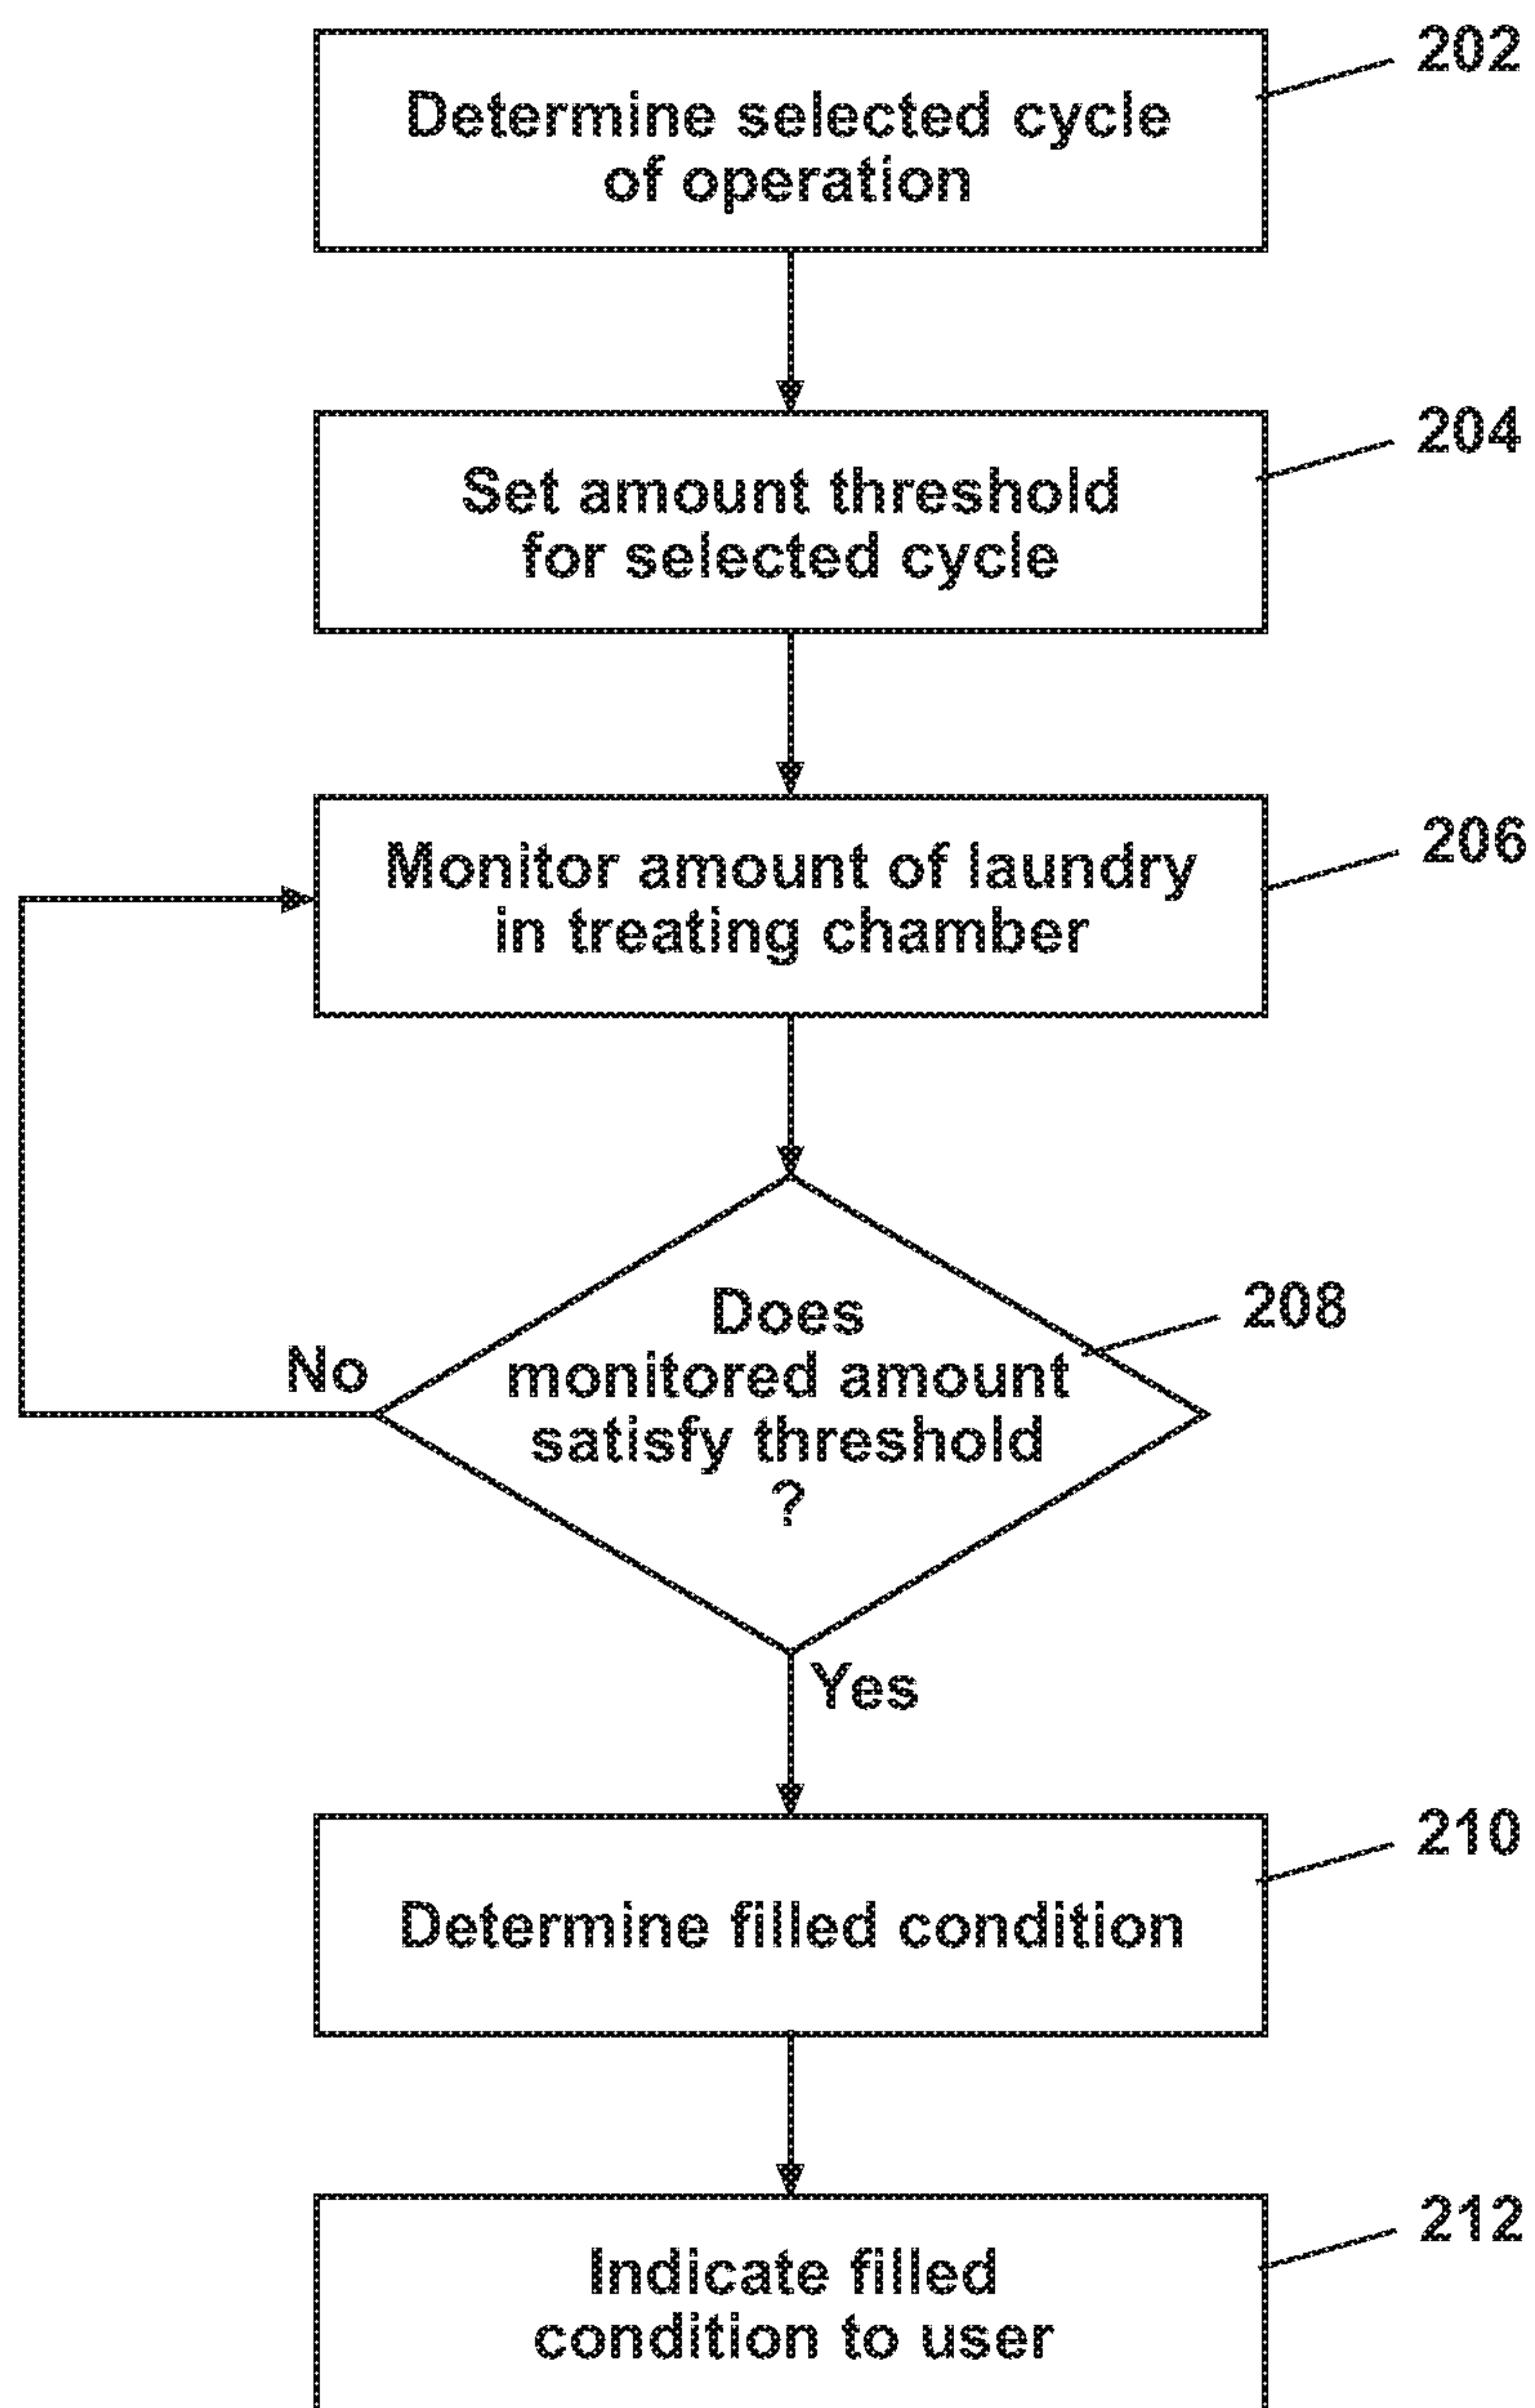 202
Determine selected cycle
of operation
204
Set amount threshold
for selected cycle
206
Monitor amount of laundry
in treating chamber
208
Does
monitored amount
satisfy threshold
?
No
Yes
210
Determine filled condition
212
Indicate filled
condition to user